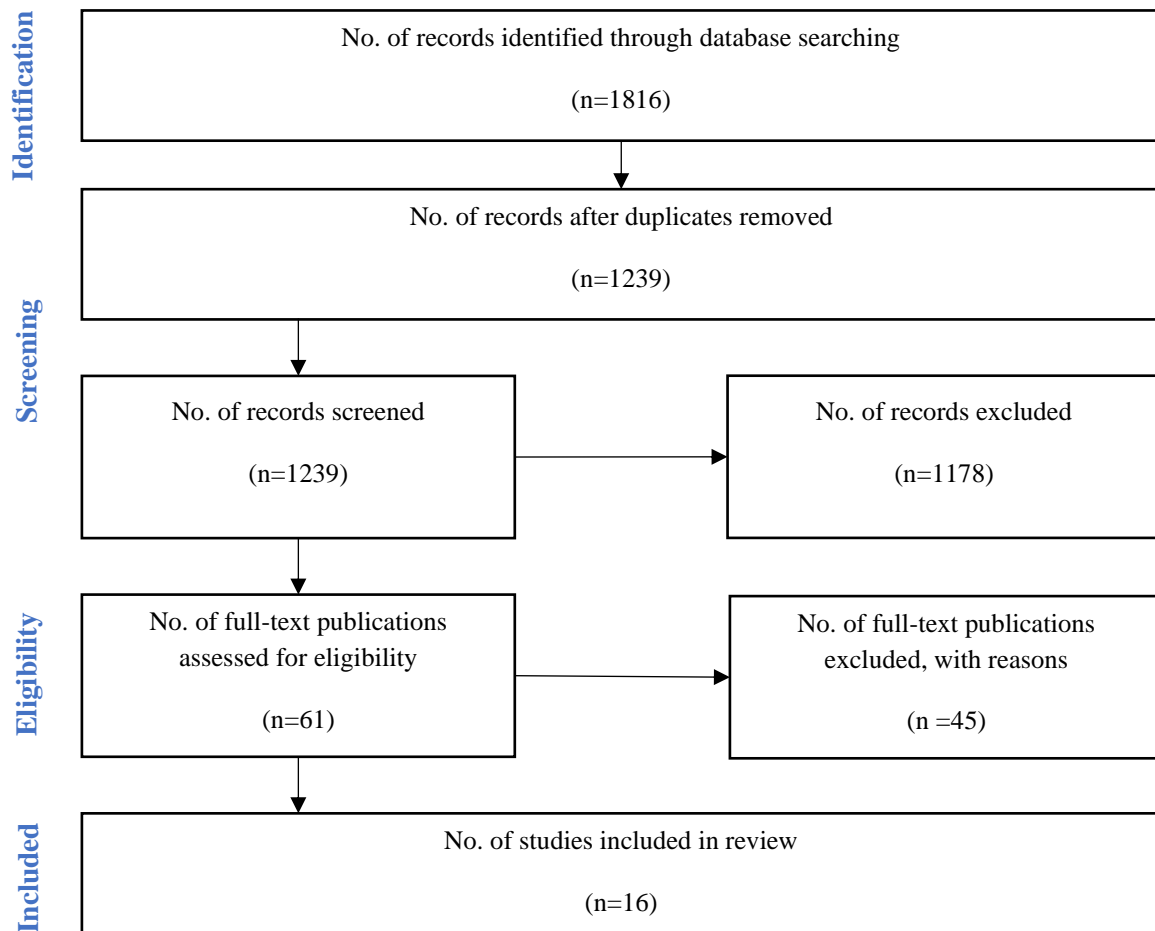 Identification
No. of records identified through database searching
(n=1816)
No. of records after duplicates removed
(n=1239)
Screening
No. of records screened
(n=1239)
No. of records excluded
(n=1178)
Eligibility
No. of full-text publications
assessed for eligibility
(n=61)
No. of full-text publications
excluded, with reasons
(n =45)
Included
No. of studies included in review
(n=16)